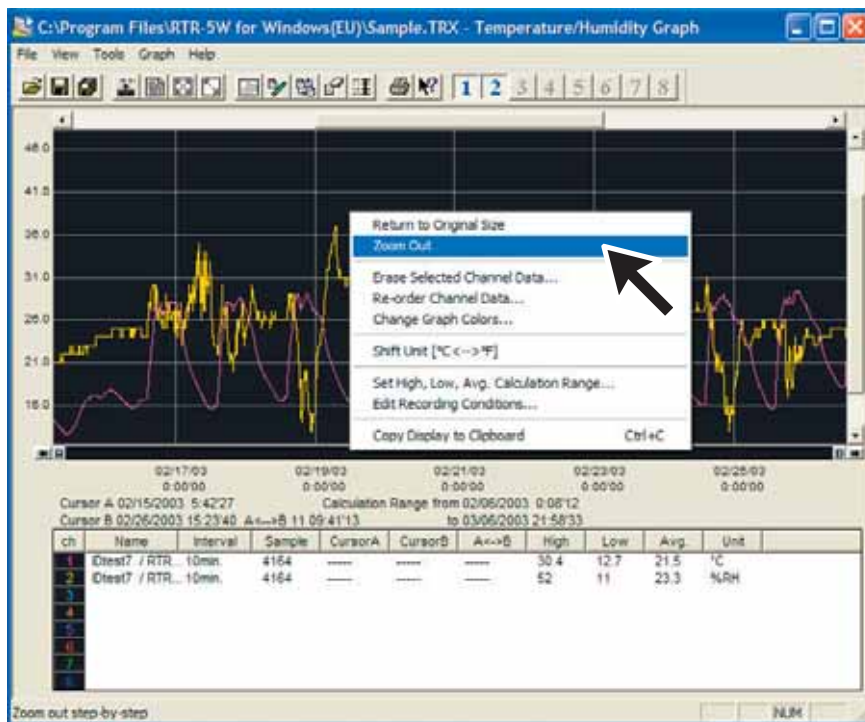 C:\Program Files\RTR-5W for Windows(EU)\Sample.TRX - Temperature/Humidity Graph
File View Tools Graph Help
1 2 3 4 5 6 7 8
46.0
41.0
36.0
31.0
26.0
21.0
16.0
Return to Original Size
Zoom Out
Erase Selected Channel Data...
Re-order Channel Data...
Change Graph Colors...
Shift Unit [°C<-->°F]
Set High, Low, Avg. Calculation Range...
Edit Recording Conditions...
Copy Display to Clipboard Ctrl+C
02/17/03 02/19/03 02/21/03 02/23/03 02/25/03
0:00'00 0:00'00 0:00'00 0:00'00 0:00'00
Cursor A 02/15/2003 5:42'27 Calculation Range from 02/06/2003 0:08'12
Cursor B 02/26/2003 15:23'40 A<-->B 11 09:41'13 to 03/06/2003 21:58'33
ch Name Interval Sample CursorA CursorB A<->B High Low Avg. Unit
1 IDtest7 / RTR... 10min. 4164 ----- ----- ----- 30.4 12.7 21.5 °C
2 IDtest7 / RTR... 10min. 4164 ----- ----- ----- 52 11 23.3 %RH
3
4
5
6
7
8
Zoom out step-by-step NUM